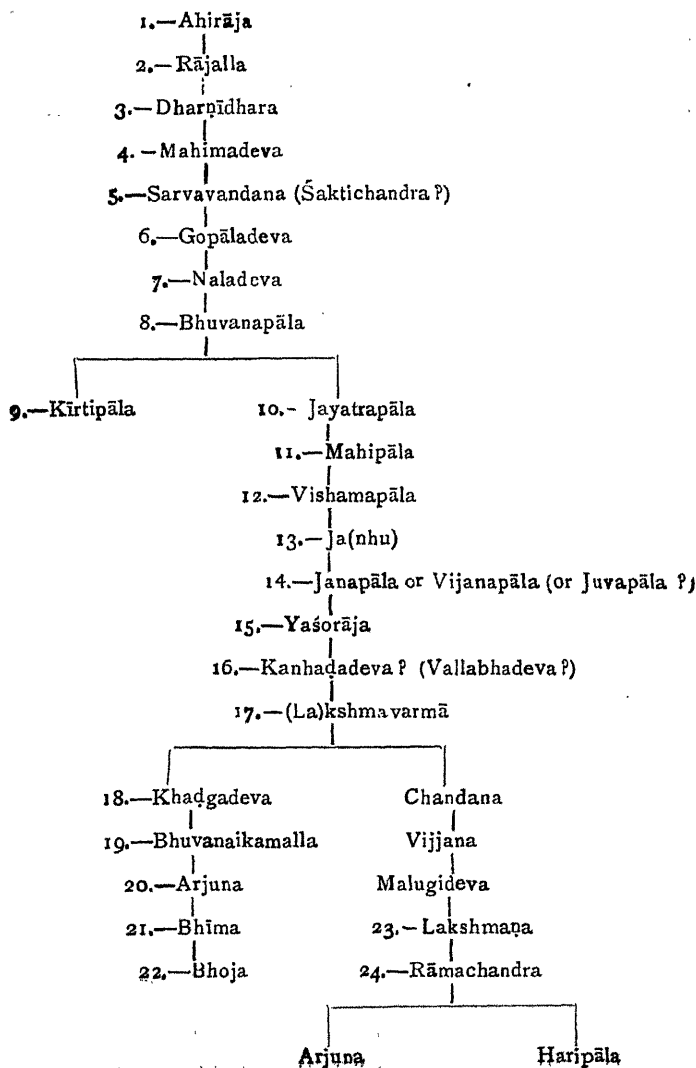 1.—Ahirāja
2.—Rājalla
3.—Dharṇīdhara
4.—Mahimadeva
5.—Sarvavandana (Śaktichandra?)
6.—Gopāladeva
7.—Naladeva
8.—Bhuvanapāla
9.—Kīrtipāla 10.- Jayatrapāla
11.—Mahipāla
12.—Vishamapāla
13.—Ja(nhu)
14.—Janapāla or Vijanapāla (or Juvapāla ?)
15.—Yaśorāja
16.—Kanhaḍadeva? (Vallabhadeva?)
17.—(La)kshmavarmā
18.—Khaḍgadeva Chandana
19.—Bhuvanaikamalla Vijjana
20.—Arjuna Malugideva
21.—Bhīma 23.-Lakshmaṇa
22.—Bhoja 24.—Rāmachandra
Arjuna Haripāla